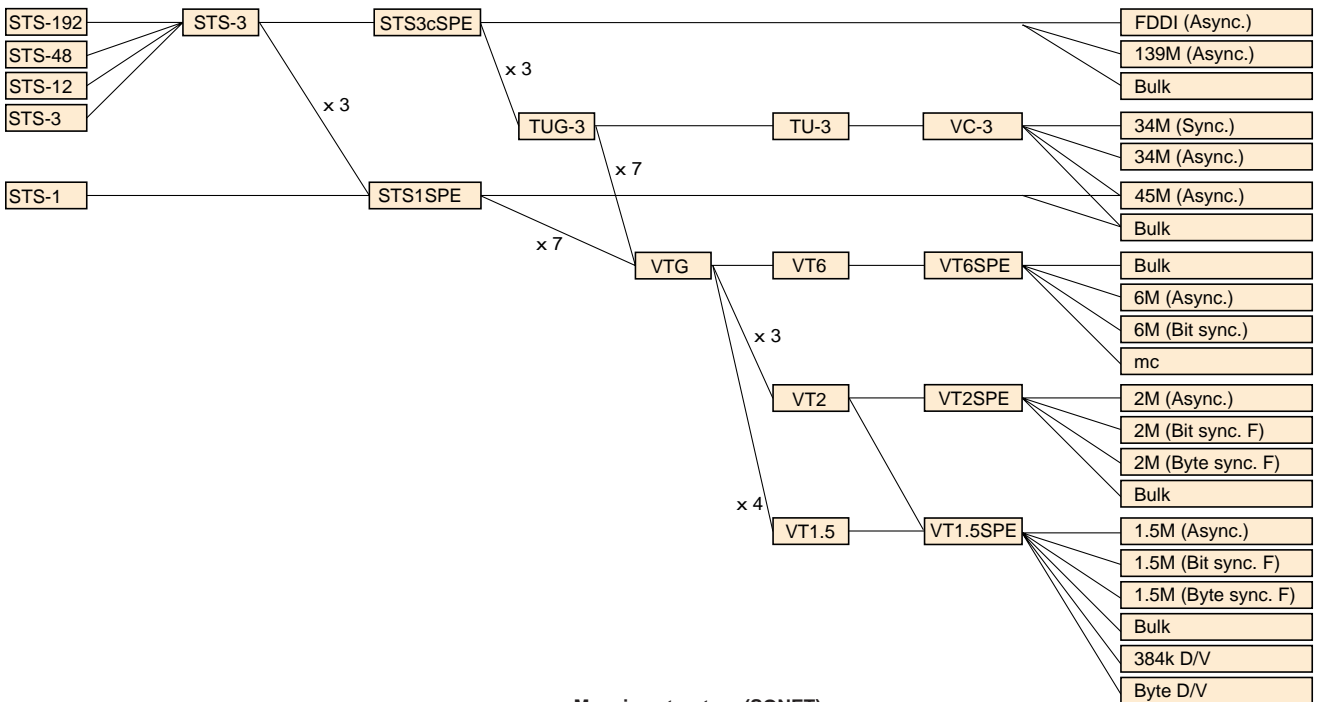 STS-192
STS-3
STS3cSPE
FDDI (Async.)
STS-48
139M (Async.)
x 3
STS-12
Bulk
x 3
STS-3
TUG-3
TU-3
VC-3
34M (Sync.)
34M (Async.)
x 7
STS-1
STS1SPE
45M (Async.)
Bulk
x 7
VTG
VT6
VT6SPE
Bulk
6M (Async.)
6M (Bit sync.)
x 3
mc
VT2
VT2SPE
2M (Async.)
2M (Bit sync. F)
2M (Byte sync. F)
Bulk
x 4
VT1.5
VT1.5SPE
1.5M (Async.)
1.5M (Bit sync. F)
1.5M (Byte sync. F)
Bulk
384k D/V
Byte D/V